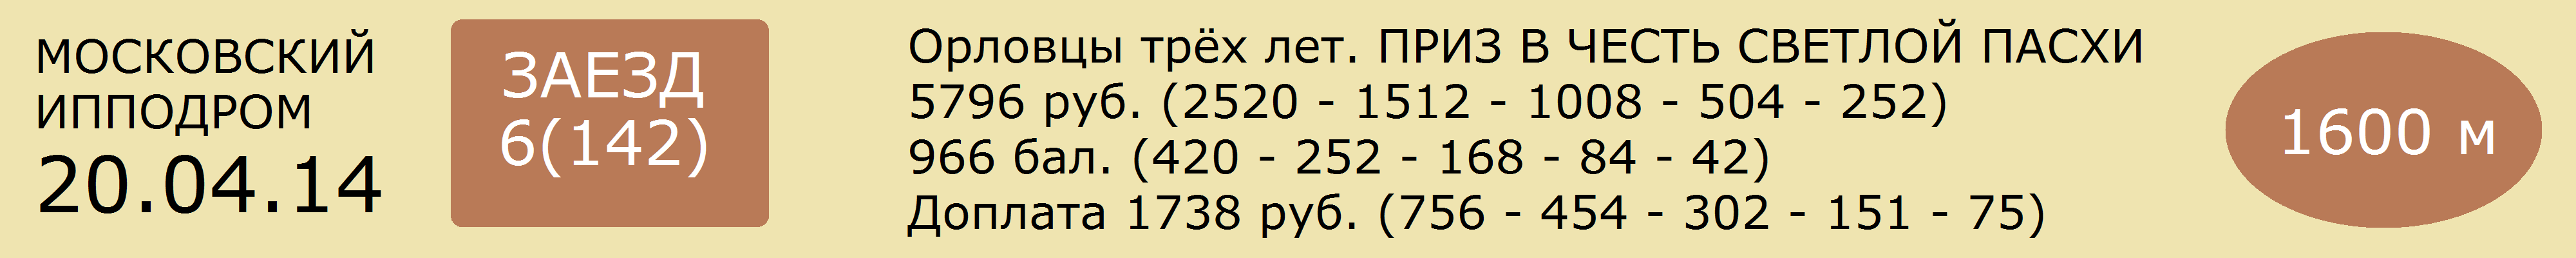 МОСКОВСКИЙ
ИППОДРОМ
20.04.14
ЗАЕЗД
6(142)
Орловцы трёх лет. ПРИЗ В ЧЕСТЬ СВЕТЛОЙ ПАСХИ
5796 руб. (2520 - 1512 - 1008 - 504 - 252)
966 бал. (420 - 252 - 168 - 84 - 42)
Доплата 1738 руб. (756 - 454 - 302 - 151 - 75)
1600 м